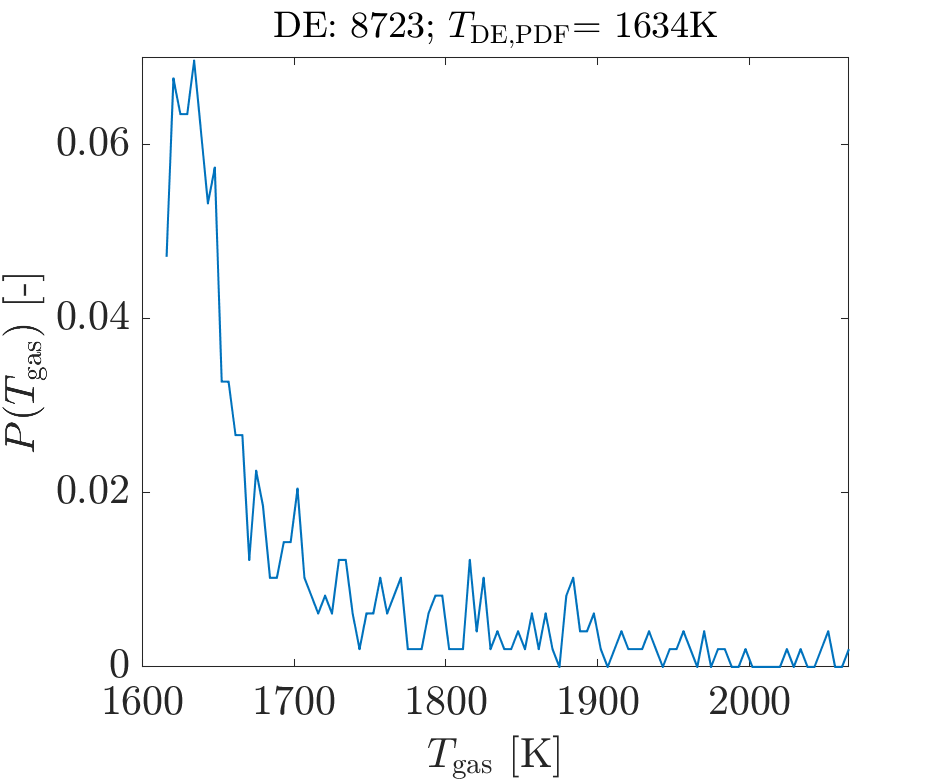 DE: 8723; T_DE,PDF= 1634K
0.06
0.04
0.02
0
1600 1700 1800 1900 2000
P(T_gas) [-]
T_gas [K]